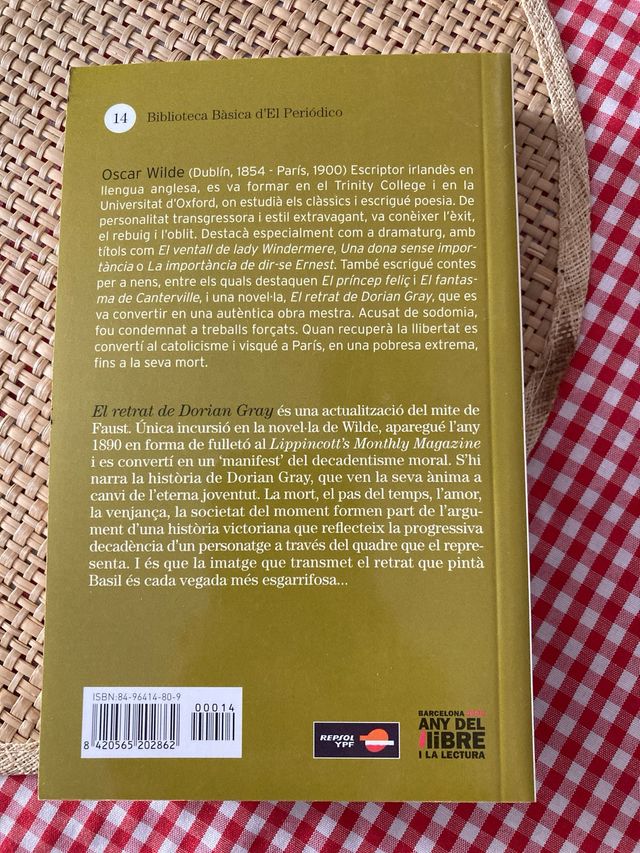 14 Biblioteca Bàsica d'El Periódico
Oscar Wilde (Dublín, 1854 - París, 1900) Escriptor irlandès en
llengua anglesa, es va formar en el Trinity College i en la
Universitat d'Oxford, on estudià els clàssics i escrigué poesia. De
personalitat transgressora i estil extravagant, va conèixer l'èxit,
el rebuig i l'oblit. Destacà especialment com a dramaturg, amb
títols com El ventall de lady Windermere, Una dona sense impor-
tància o La importància de dir-se Ernest. També escrigué contes
per a nens, entre els quals destaquen El príncep feliç i El fantas-
ma de Canterville, i una novel·la, El retrat de Dorian Gray, que es
va convertir en una autèntica obra mestra. Acusat de sodomia,
fou condemnat a treballs forçats. Quan recuperà la llibertat es
convertí al catolicisme i visqué a París, en una pobresa extrema,
fins a la seva mort.
El retrat de Dorian Gray és una actualització del mite de
Faust. Única incursió en la novel·la de Wilde, aparegué l'any
1890 en forma de fulletó al Lippincott's Monthly Magazine
i es convertí en un 'manifest' del decadentisme moral. S'hi
narra la història de Dorian Gray, que ven la seva ànima a
canvi de l'eterna joventut. La mort, el pas del temps, l'amor,
la venjança, la societat del moment formen part de l'argu-
ment d'una història victoriana que reflecteix la progressiva
decadència d'un personatge a través del quadre que el repre-
senta. I és que la imatge que transmet el retrat que pintà
Basil és cada vegada més esgarrifosa...
ISBN:84-96414-80-9
00014
8 420565 202862
REPSOL
YPF
BARCELONA
ANY DEL
llIBRE
I LA LECTURA